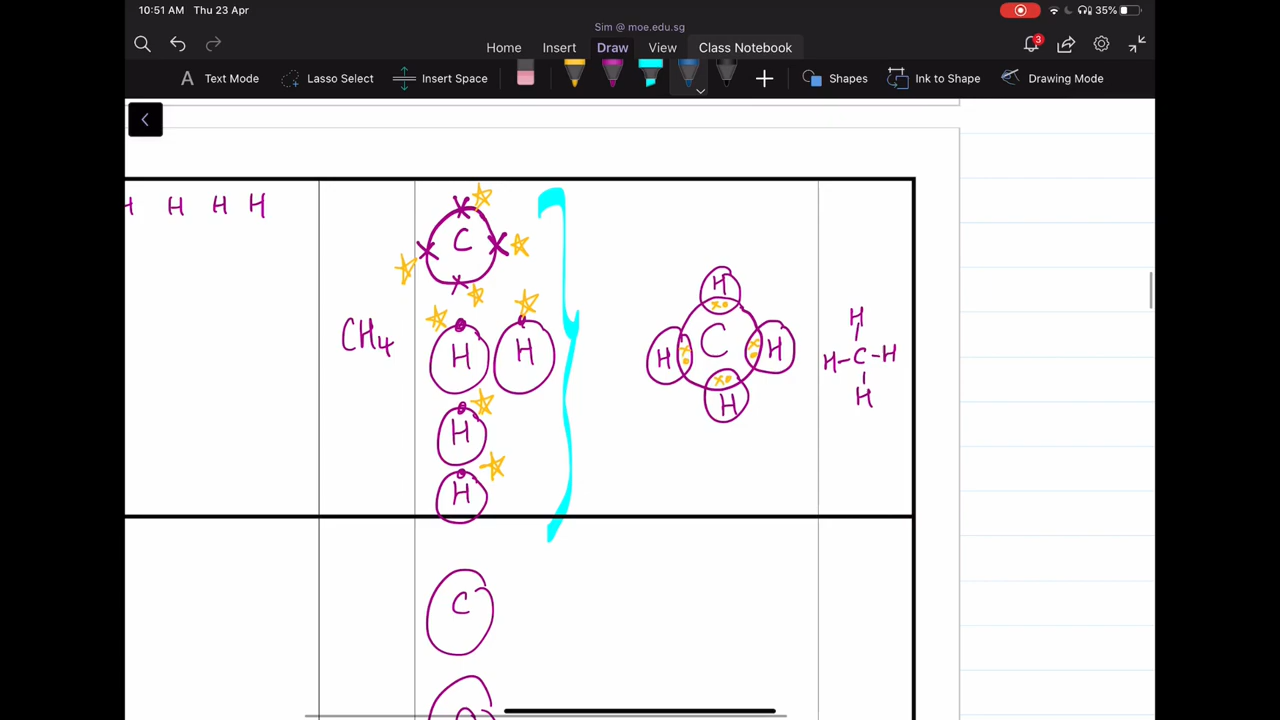 10:51 AM Thu 23 Apr
35%
Sim @ moe.edu.sg
Home Insert Draw View Class Notebook
3
A Text Mode Lasso Select Insert Space Shapes Ink to Shape Drawing Mode
H H H H
C
CH4
H H
H
H
H
H C H
H
H
H-C-H
H
C